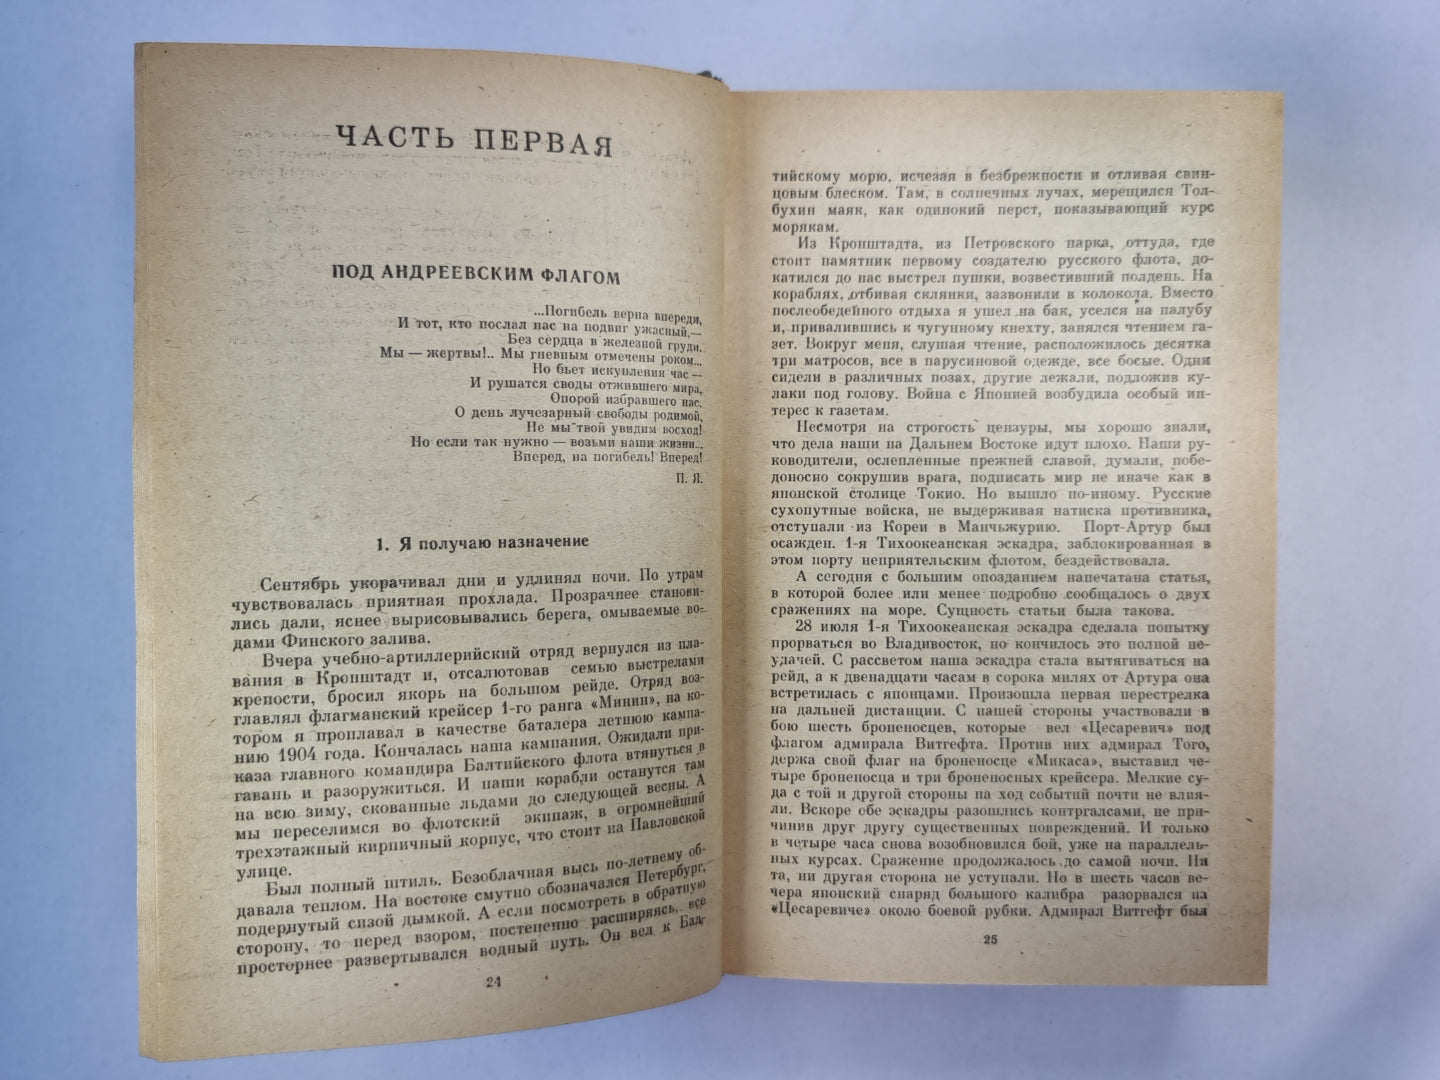 ЧАСТЬ ПЕРВАЯ
ПОД АНДРЕЕВСКИМ ФЛАГОМ
...Погибель верна впереди,
И тот, кто послал нас на подвиг ужасный,—
Без сердца в железной груди.
Мы — жертвы!.. Мы гневным отмечены роком...
Но бьет искупления час —
И рушатся своды отжившего мира,
Опорой избравшего нас.
О день лучезарный свободы родимой,
Не мы твой увидим восход!
Но если так нужно — возьми наши жизни...
Вперед, на погибель! Вперед!
П. Я.
1. Я получаю назначение
Сентябрь укорачивал дни и удлинял ночи. По утрам
чувствовалась приятная прохлада. Прозрачнее станови-
лись дали, яснее вырисовывались берега, омываемые во-
дами Финского залива.
Вчера учебно-артиллерийский отряд вернулся из пла-
вания в Кронштадт и, отсалютовав семью выстрелами
крепости, бросил якорь на большом рейде. Отряд воз-
главлял флагманский крейсер 1-го ранга «Минин», на ко-
тором я проплавал в качестве баталера летнюю кампа-
нию 1904 года. Кончалась наша кампания. Ожидали при-
каза главного командира Балтийского флота втянуться в
гавань и разоружиться. И наши корабли останутся там
на всю зиму, скованные льдами до следующей весны. А
мы переселимся во флотский экипаж, в огромнейший
трехэтажный кирпичный корпус, что стоит на Павловской
улице.
Был полный штиль. Безоблачная высь по-летнему об-
давала теплом. На востоке смутно обозначался Петербург,
подернутый сизой дымкой. А если посмотреть в обратную
сторону, то перед взором, постепенно расширяясь, все
просторнее развертывался водный путь. Он вел к Бал-
24
тийскому морю, исчезая в безбрежности и отливая свин-
цовым блеском. Там, в солнечных лучах, мерещился Тол-
бухин маяк, как одинокий перст, показывающий курс
морякам.
Из Кронштадта, из Петровского парка, оттуда, где
стоит памятник первому создателю русского флота, до-
катился до нас выстрел пушки, возвестивший полдень. На
кораблях, отбивая склянки, зазвонили в колокола. Вместо
послеобеденного отдыха я ушел на бак, уселся на палубу
и, привалившись к чугунному кнехту, занялся чтением га-
зет. Вокруг меня, слушая чтение, расположилось десятка
три матросов, все в парусиновой одежде, все босые. Одни
сидели в различных позах, другие лежали, подложив ку-
лаки под голову. Война с Японией возбудила особый ин-
терес к газетам.
Несмотря на строгость цензуры, мы хорошо знали,
что дела наши на Дальнем Востоке идут плохо. Наши ру-
ководители, ослепленные прежней славой, думали, побе-
доносно сокрушив врага, подписать мир не иначе как в
японской столице Токио. Но вышло по-иному. Русские
сухопутные войска, не выдерживая натиска противника,
отступали из Кореи в Манчьжурию. Порт-Артур был
осажден. 1-я Тихоокеанская эскадра, заблокированная в
этом порту неприятельским флотом, бездействовала.
А сегодня с большим опозданием напечатана статья,
в которой более или менее подробно сообщалось о двух
сражениях на море. Сущность статьи была такова.
28 июля 1-я Тихоокеанская эскадра сделала попытку
прорваться во Владивосток, но кончилось это полной не-
удачей. С рассветом наша эскадра стала вытягиваться на
рейд, а к двенадцати часам в сорока милях от Артура она
встретилась с японцами. Произошла первая перестрелка
на дальней дистанции. С нашей стороны участвовали в
бою шесть броненосцев, которые вел «Цесаревич» под
флагом адмирала Витгефта. Против них адмирал Того,
держа свой флаг на броненосце «Микаса», выставил че-
тыре броненосца и три броненосных крейсера. Мелкие су-
да с той и другой стороны на ход событий почти не влия-
ли. Вскоре обе эскадры разошлись контргалсами, не при-
чинив друг другу существенных повреждений. И только
в четыре часа снова возобновился бой, уже на параллель-
ных курсах. Сражение продолжалось до самой ночи. Ни
та, ни другая сторона не уступали. Но в шесть часов ве-
чера японский снаряд большого калибра разорвался на
«Цесаревиче» около боевой рубки. Адмирал Витгефт был
25